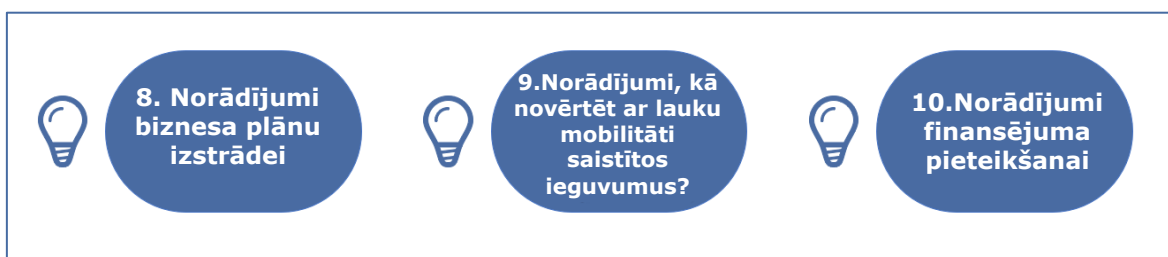 8. Norādījumi
biznesa plānu
izstrādei
9.Norādījumi, kā
novērtēt ar lauku
mobilitāti
saistītos
ieguvumus?
10.Norādījumi
finansējuma
pieteikšanai